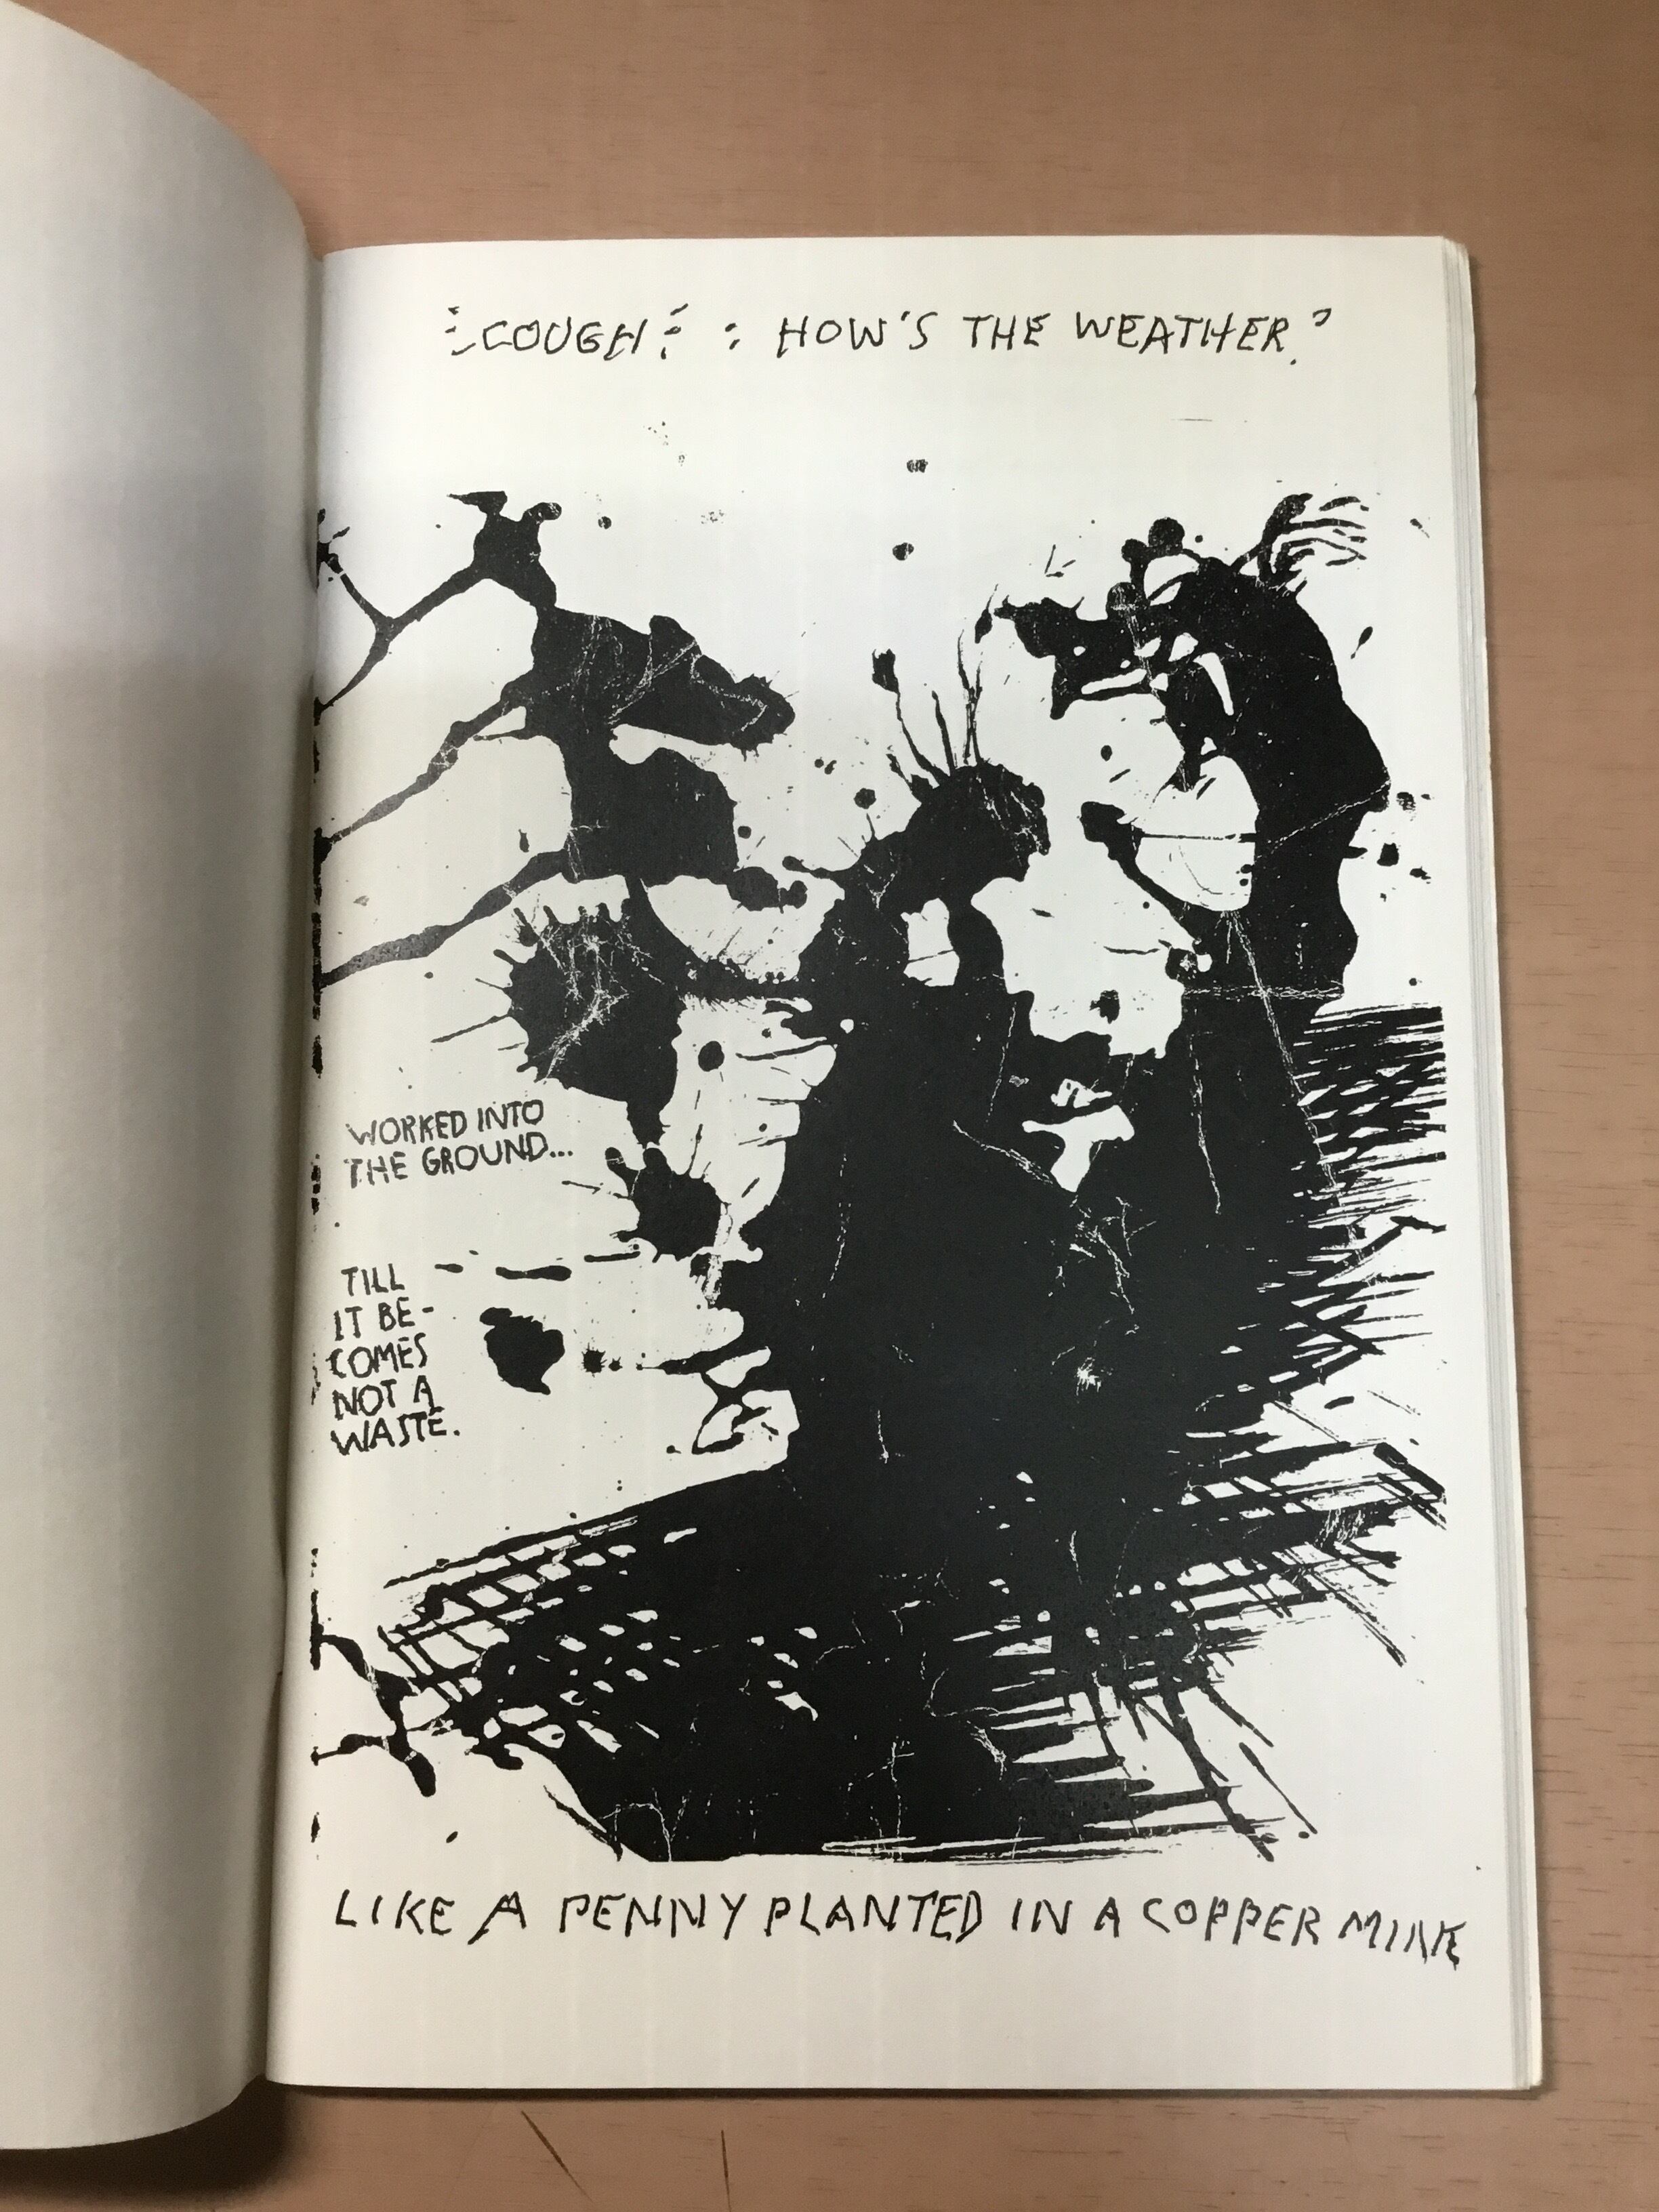 COUGH : HOW'S THE WEATHER?
WORKED INTO
THE GROUND...
TILL
IT BE-
COMES
NOT A
WASTE.
LIKE A PENNY PLANTED IN A COPPER MINE